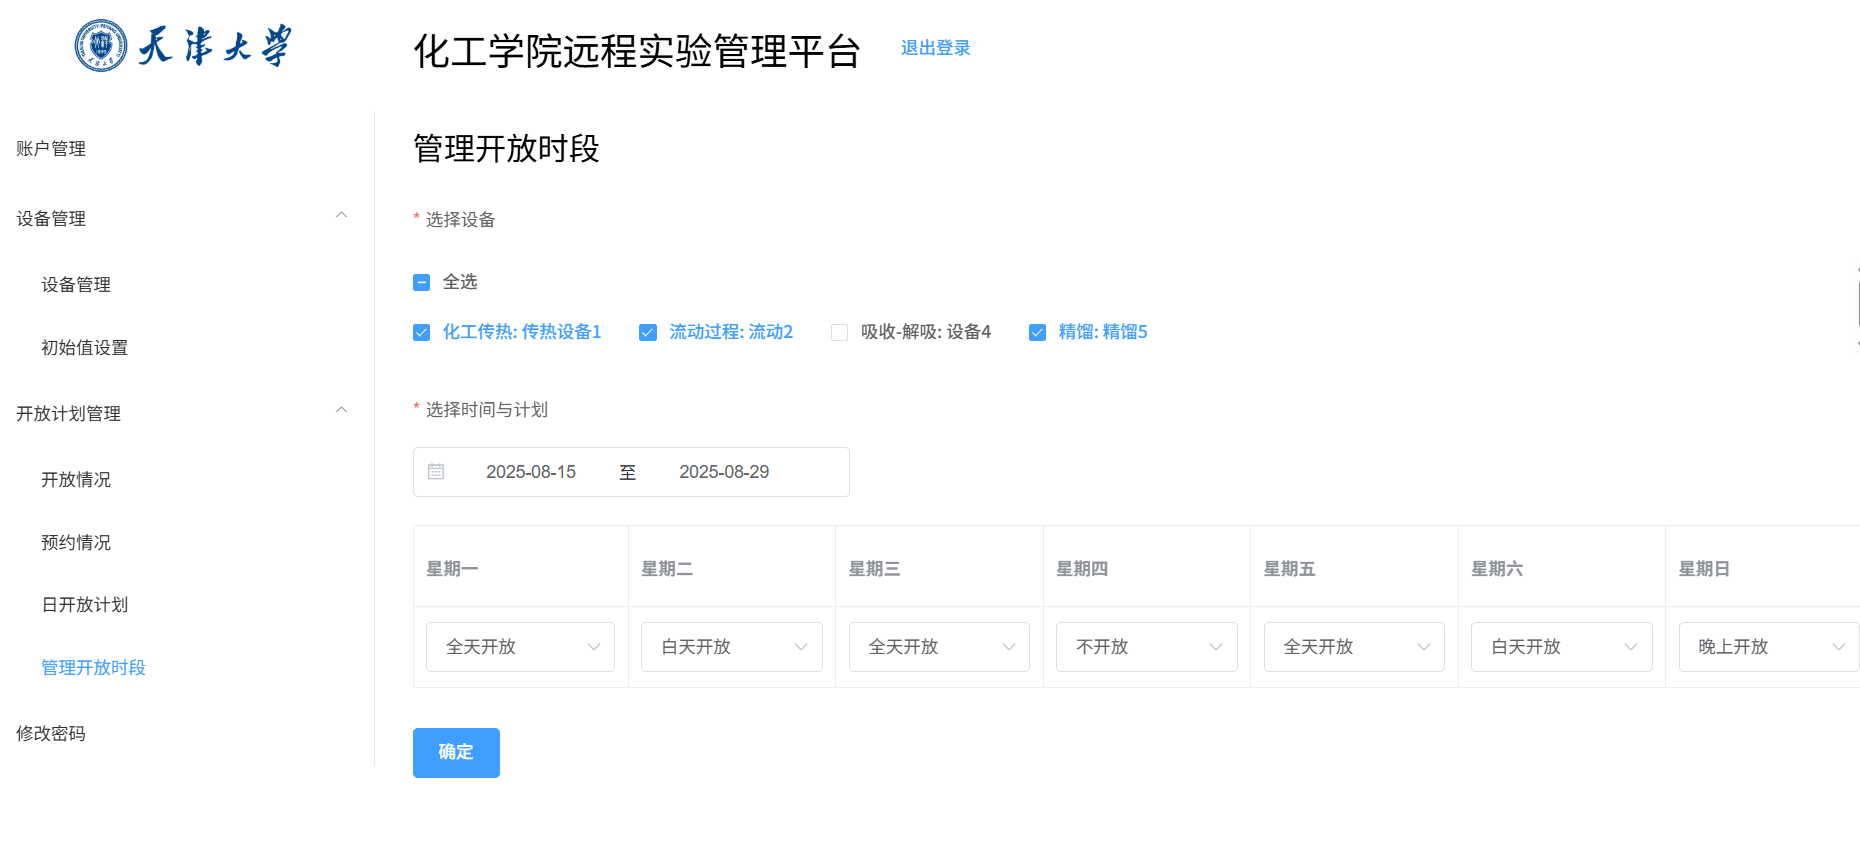 天津大学
化工学院远程实验管理平台 退出登录
账户管理
设备管理
设备管理
初始值设置
开放计划管理
开放情况
预约情况
日开放计划
管理开放时段
修改密码
管理开放时段
* 选择设备
全选
化工传热: 传热设备1 流动过程: 流动2 吸收-解吸: 设备4 精馏: 精馏5
* 选择时间与计划
2025-08-15 至 2025-08-29
星期一 星期二 星期三 星期四 星期五 星期六 星期日
全天开放 白天开放 全天开放 不开放 全天开放 白天开放 晚上开放
确定